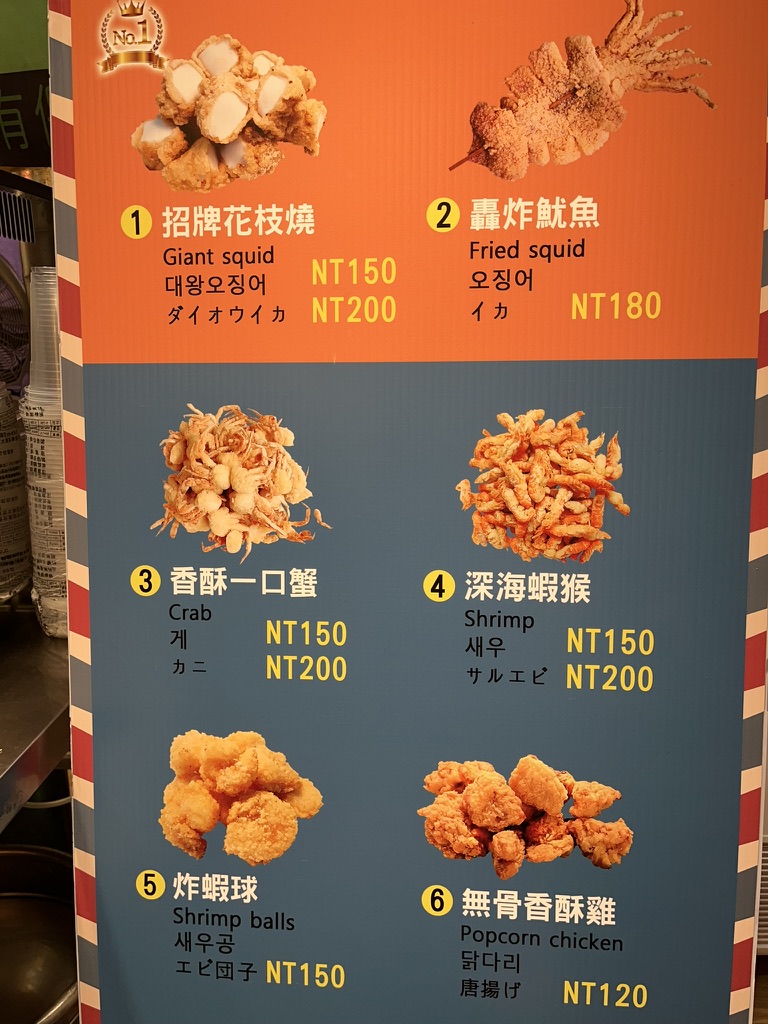 No.1
1 招牌花枝燒
Giant squid
대왕오징어
ダイオウイカ
NT150
NT200
2 轟炸魷魚
Fried squid
오징어
イカ
NT180
3 香酥一口蟹
Crab
게
カニ
NT150
NT200
4 深海蝦猴
Shrimp
새우
サルエビ
NT150
NT200
5 炸蝦球
Shrimp balls
새우공
エビ団子
NT150
6 無骨香酥雞
Popcorn chicken
닭다리
唐揚げ
NT120